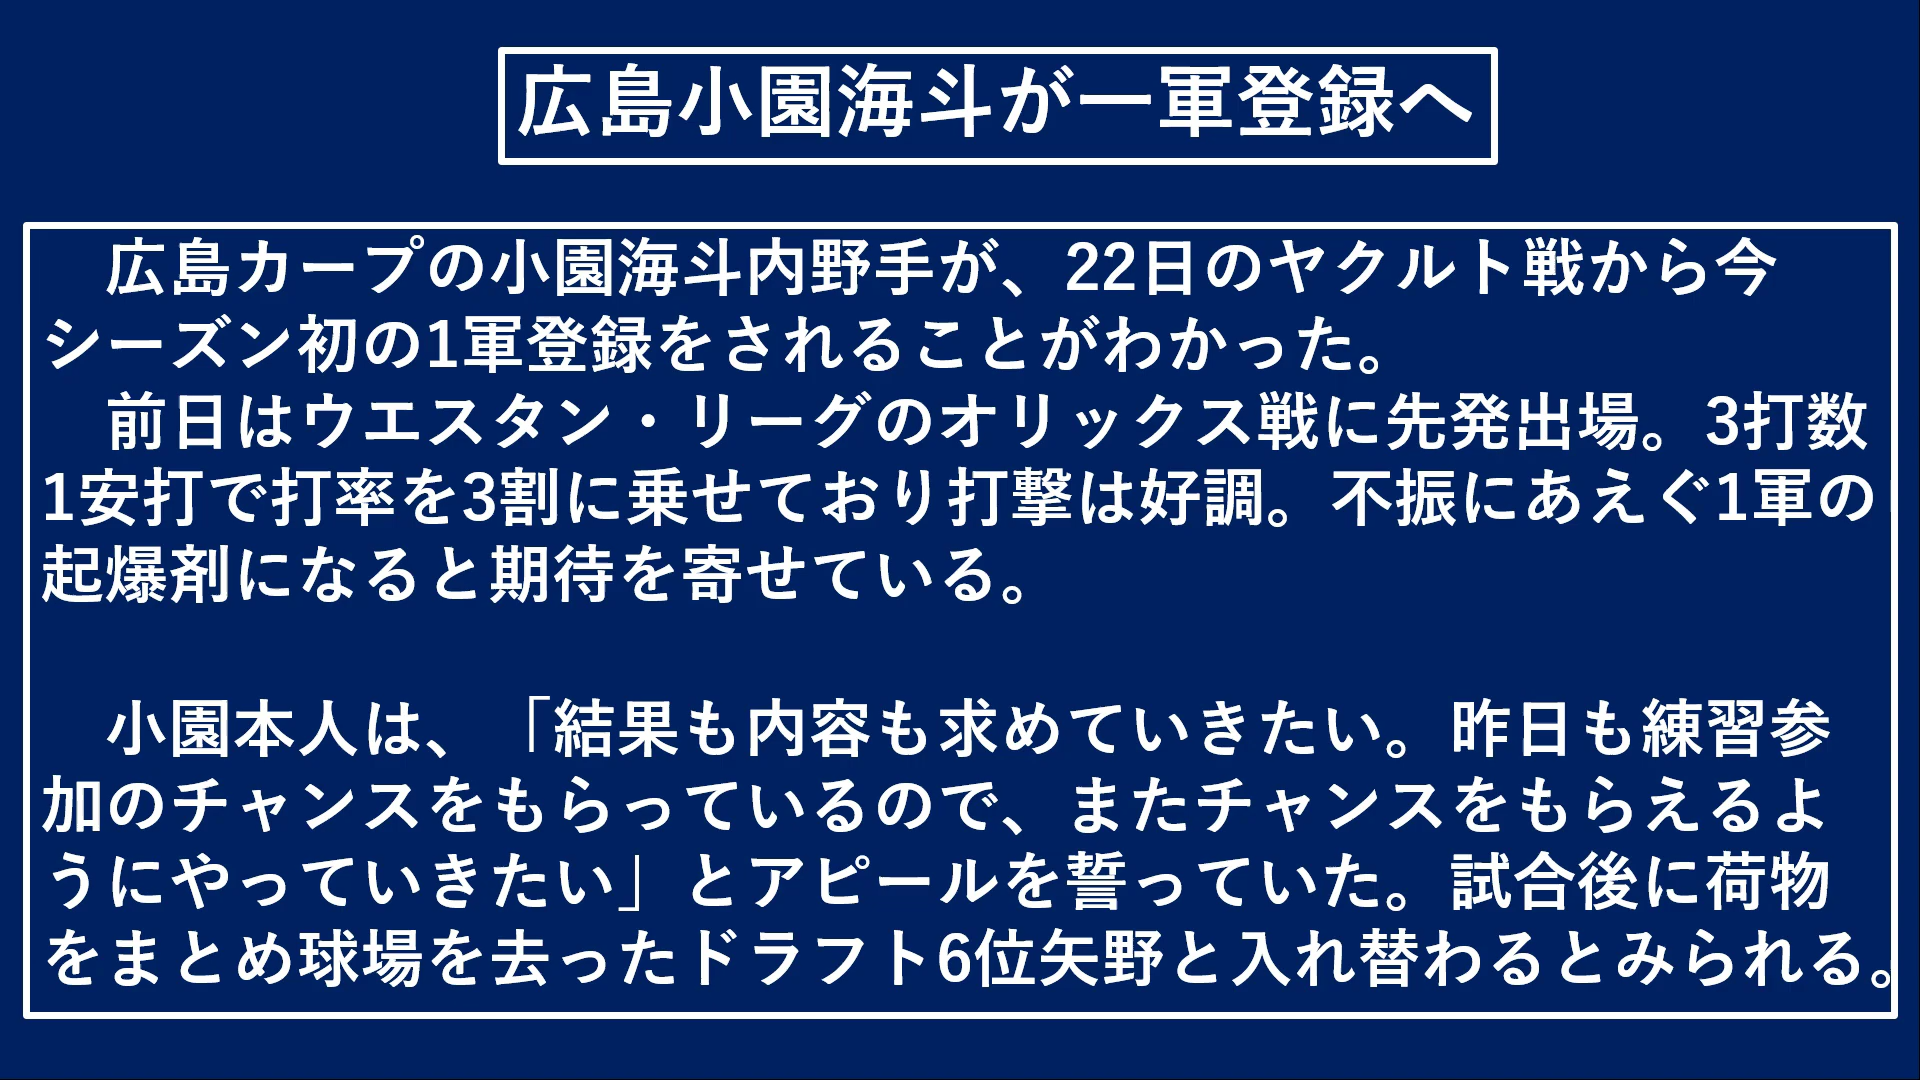 広島小園海斗が一軍登録へ
広島カープの小園海斗内野手が、22日のヤクルト戦から今
シーズン初の1軍登録をされることがわかった。
前日はウエスタン・リーグのオリックス戦に先発出場。3打数
1安打で打率を3割に乗せており打撃は好調。不振にあえぐ1軍の
起爆剤になると期待を寄せている。
小園本人は、「結果も内容も求めていきたい。昨日も練習参
加のチャンスをもらっているので、またチャンスをもらえるよ
うにやっていきたい」とアピールを誓っていた。試合後に荷物
をまとめ球場を去ったドラフト6位矢野と入れ替わるとみられる。